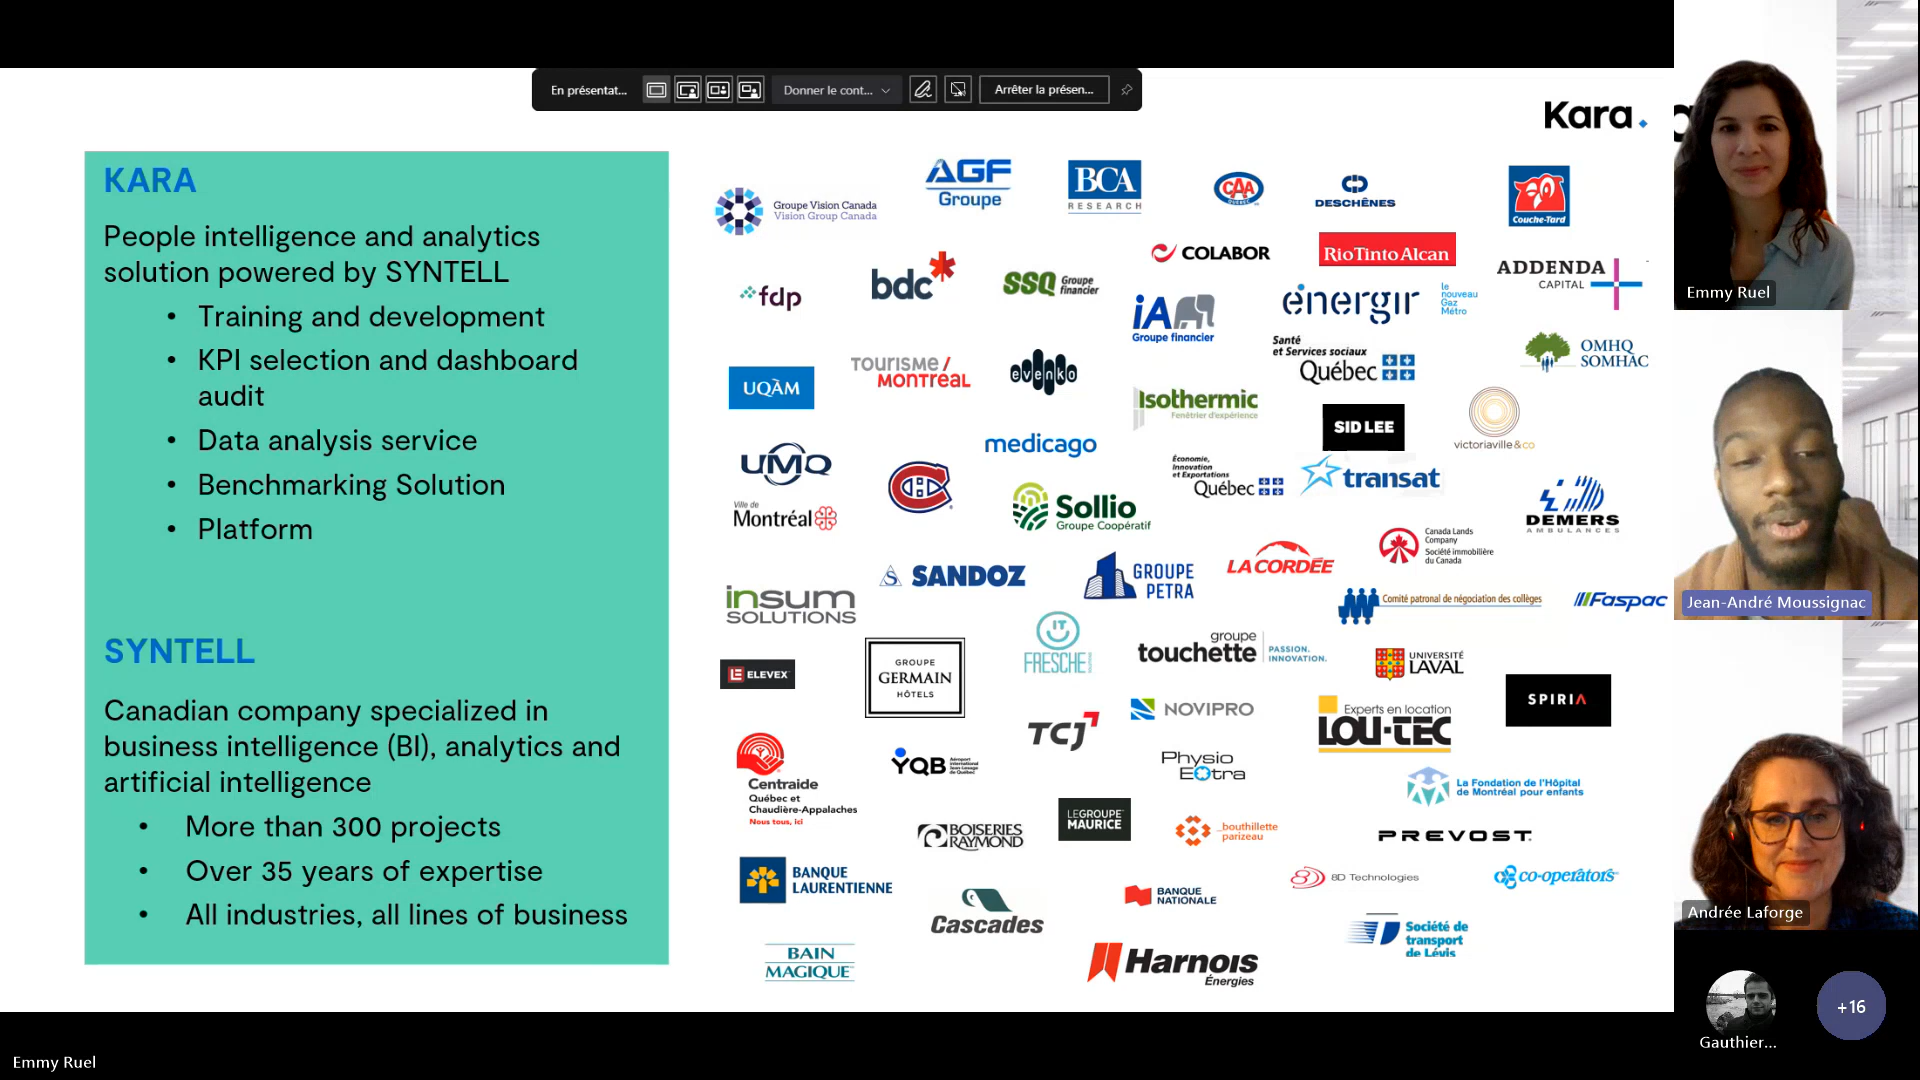 En présentat...
Donner le cont...
Arrêter la présen...
Kara
KARA
People intelligence and analytics
solution powered by SYNTELL
• Training and development
• KPI selection and dashboard
audit
• Data analysis service
• Benchmarking Solution
• Platform
SYNTELL
Canadian company specialized in
business intelligence (BI), analytics and
artificial intelligence
• More than 300 projects
• Over 35 years of expertise
• All industries, all lines of business
Groupe Vision Canada
Vision Group Canada
AGF
Groupe
BCA
RESEARCH
CAA
QUÉBEC
DESCHÊNES
Couche-Tard
fdp
bdc
SSQ Groupe
financier
COLABOR
RioTintoAlcan
ADDENDA
CAPITAL
iA
Groupe financier
énergir
le
nouveau
Gaz
Métro
UQÀM
TOURISME /
MONTRÉAL
evenko
Santé
et Services sociaux
Québec
OMHQ
SOMHAC
Isothermic
Fenêtrier d'expérience
SID LEE
victoriaville & co
UMQ
medicago
Économie,
Innovation
et Exportations
Québec
transat
Ville de
Montréal
Sollio
Groupe Coopératif
DEMERS
AMBULANCES
Canada Lands
Company
Société immobilière
du Canada
SANDOZ
GROUPE
PETRA
LA CORDÉE
insum
SOLUTIONS
Comité patronal de négociation des collèges
Faspac
ELEVEX
GROUPE
GERMAIN
HÔTELS
IT
FRESCHE
groupe
touchette
PASSION.
INNOVATION.
UNIVERSITÉ
LAVAL
SPIRIA
TCJ
NOVIPRO
Experts en location
LOU-TEC
Centraide
Québec et
Chaudière-Appalaches
Nous tous, ici
YQB
Aéroport
international
Jean-Lesage
de Québec
Physio
Extra
La Fondation de l'Hôpital
de Montréal pour enfants
BOISERIES
RAYMOND
LE GROUPE
MAURICE
bouthillette
parizeau
PREVOST
BANQUE
LAURENTIENNE
Cascades
BANQUE
NATIONALE
8D Technologies
co-operators
Société de
transport
de Lévis
BAIN
MAGIQUE
Harnois
Énergies
Emmy Ruel
Jean-André Moussignac
Andrée Laforge
Gauthier...
+16
Emmy Ruel